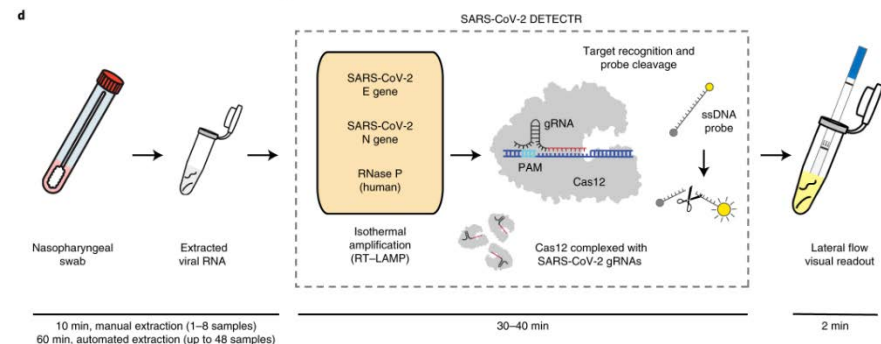 d
SARS-CoV-2 DETECTR
Target recognition and
probe cleavage
SARS-CoV-2
E gene
SARS-CoV-2
N gene
RNase P
(human)
gRNA
PAM
Cas12
ssDNA
probe
Nasopharyngeal
swab
Extracted
viral RNA
Isothermal
amplification
(RT–LAMP)
Cas12 complexed with
SARS-CoV-2 gRNAs
Lateral flow
visual readout
10 min, manual extraction (1–8 samples)
60 min, automated extraction (up to 48 samples)
30–40 min
2 min